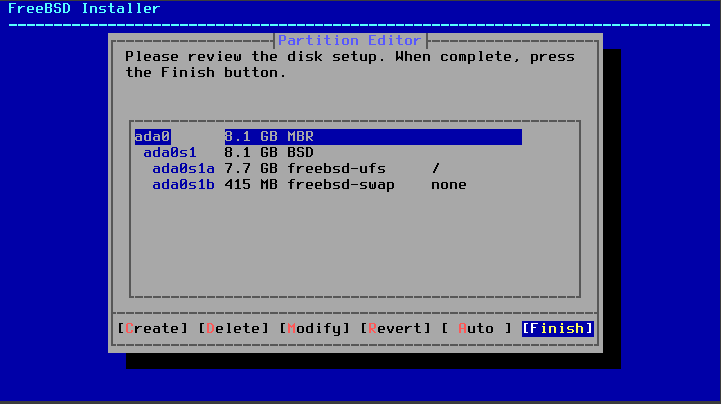 FreeBSD Installer
Partition Editor
Please review the disk setup. When complete, press
the Finish button.
ada0 8.1 GB MBR
ada0s1 8.1 GB BSD
ada0s1a 7.7 GB freebsd-ufs /
ada0s1b 415 MB freebsd-swap none
[Create] [Delete] [Modify] [Revert] [ Auto ] [Finish]